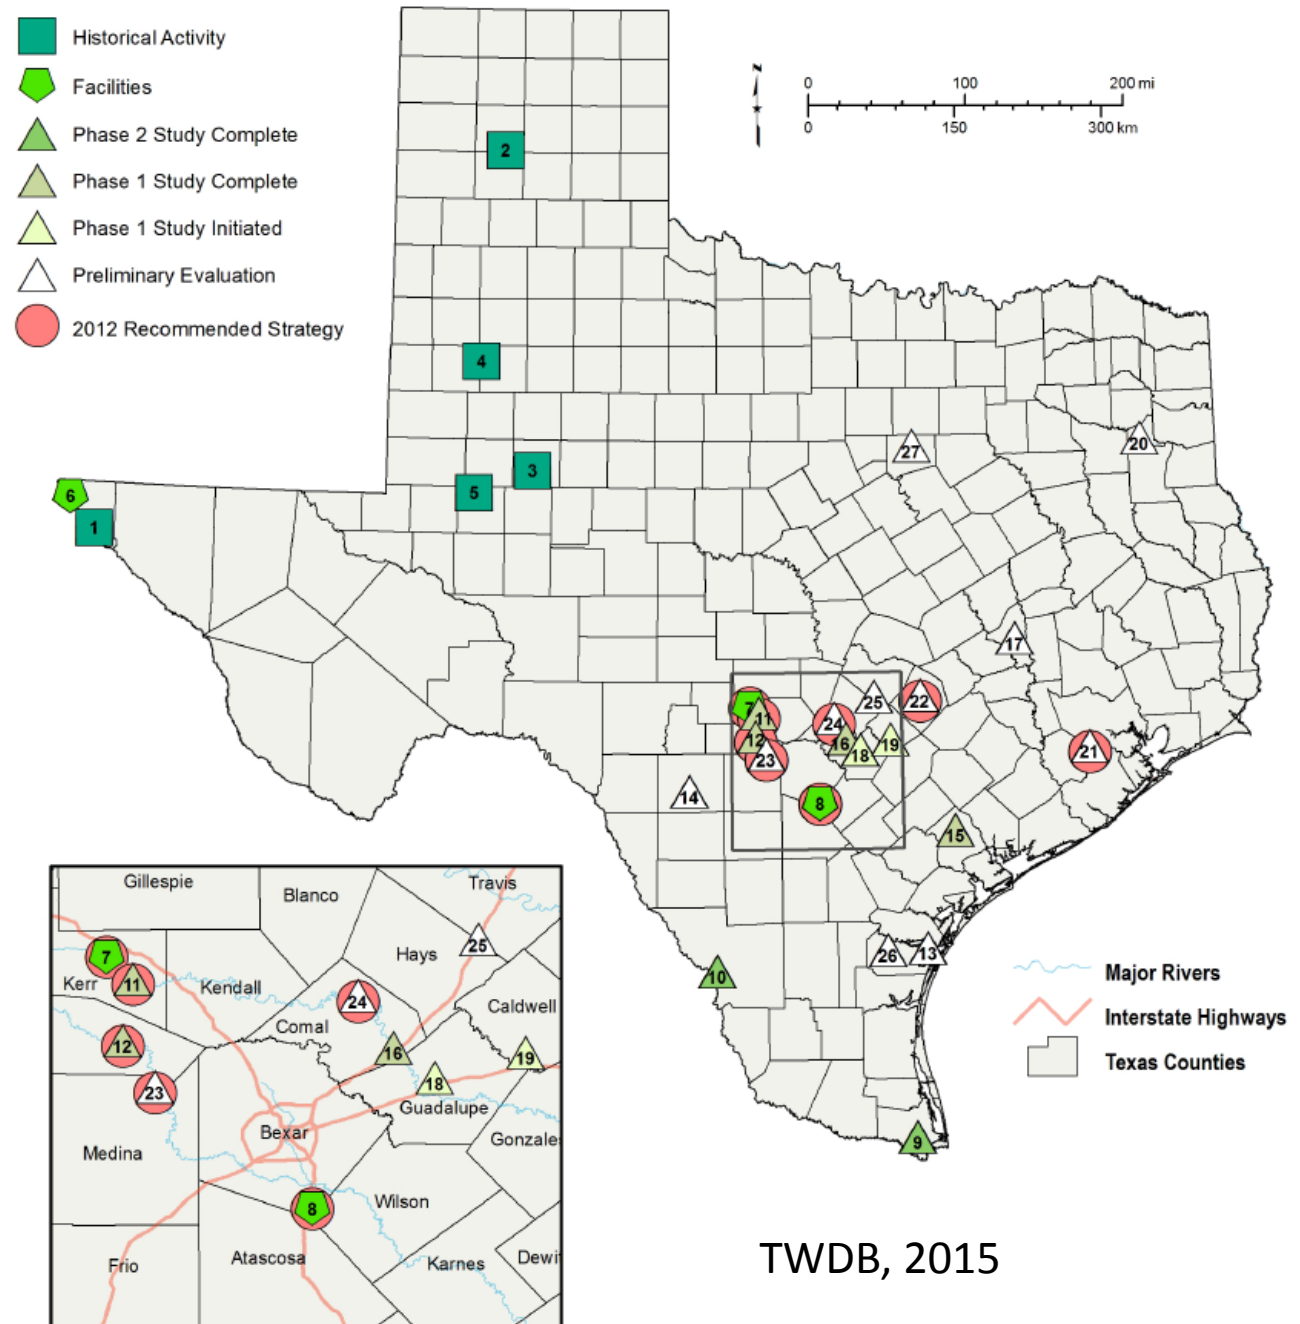 Historical Activity
Facilities
Phase 2 Study Complete
Phase 1 Study Complete
Phase 1 Study Initiated
Preliminary Evaluation
2012 Recommended Strategy
N
0 100 200 mi
0 150 300 km
2
4
3
5
6
1
27
20
17
7
11
12
23
24
25
22
16
18
19
21
14
8
15
10
26
13
9
Gillespie
Blanco
Travis
Hays
25
7
Kerr
11
Kendall
24
Caldwell
Comal
12
16
19
23
18
Guadalupe
Bexar
Gonzale
Medina
8
Wilson
Frio
Atascosa
Karnes
Dewi
Major Rivers
Interstate Highways
Texas Counties
TWDB, 2015